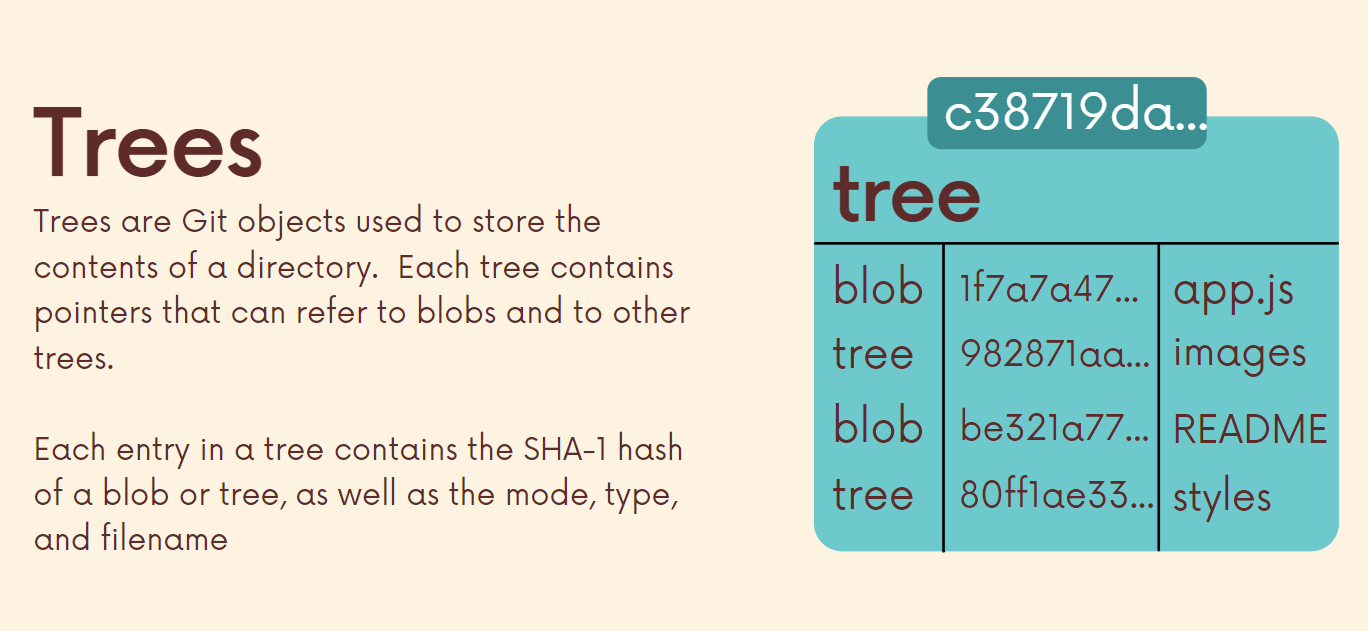 Trees
Trees are Git objects used to store the
contents of a directory.  Each tree contains
pointers that can refer to blobs and to other
trees.
Each entry in a tree contains the SHA-1 hash
of a blob or tree, as well as the mode, type,
and filename
c38719da...
tree
blob 1f7a7a47... app.js
tree 982871aa... images
blob be321a77... README
tree 80ff1ae33... styles